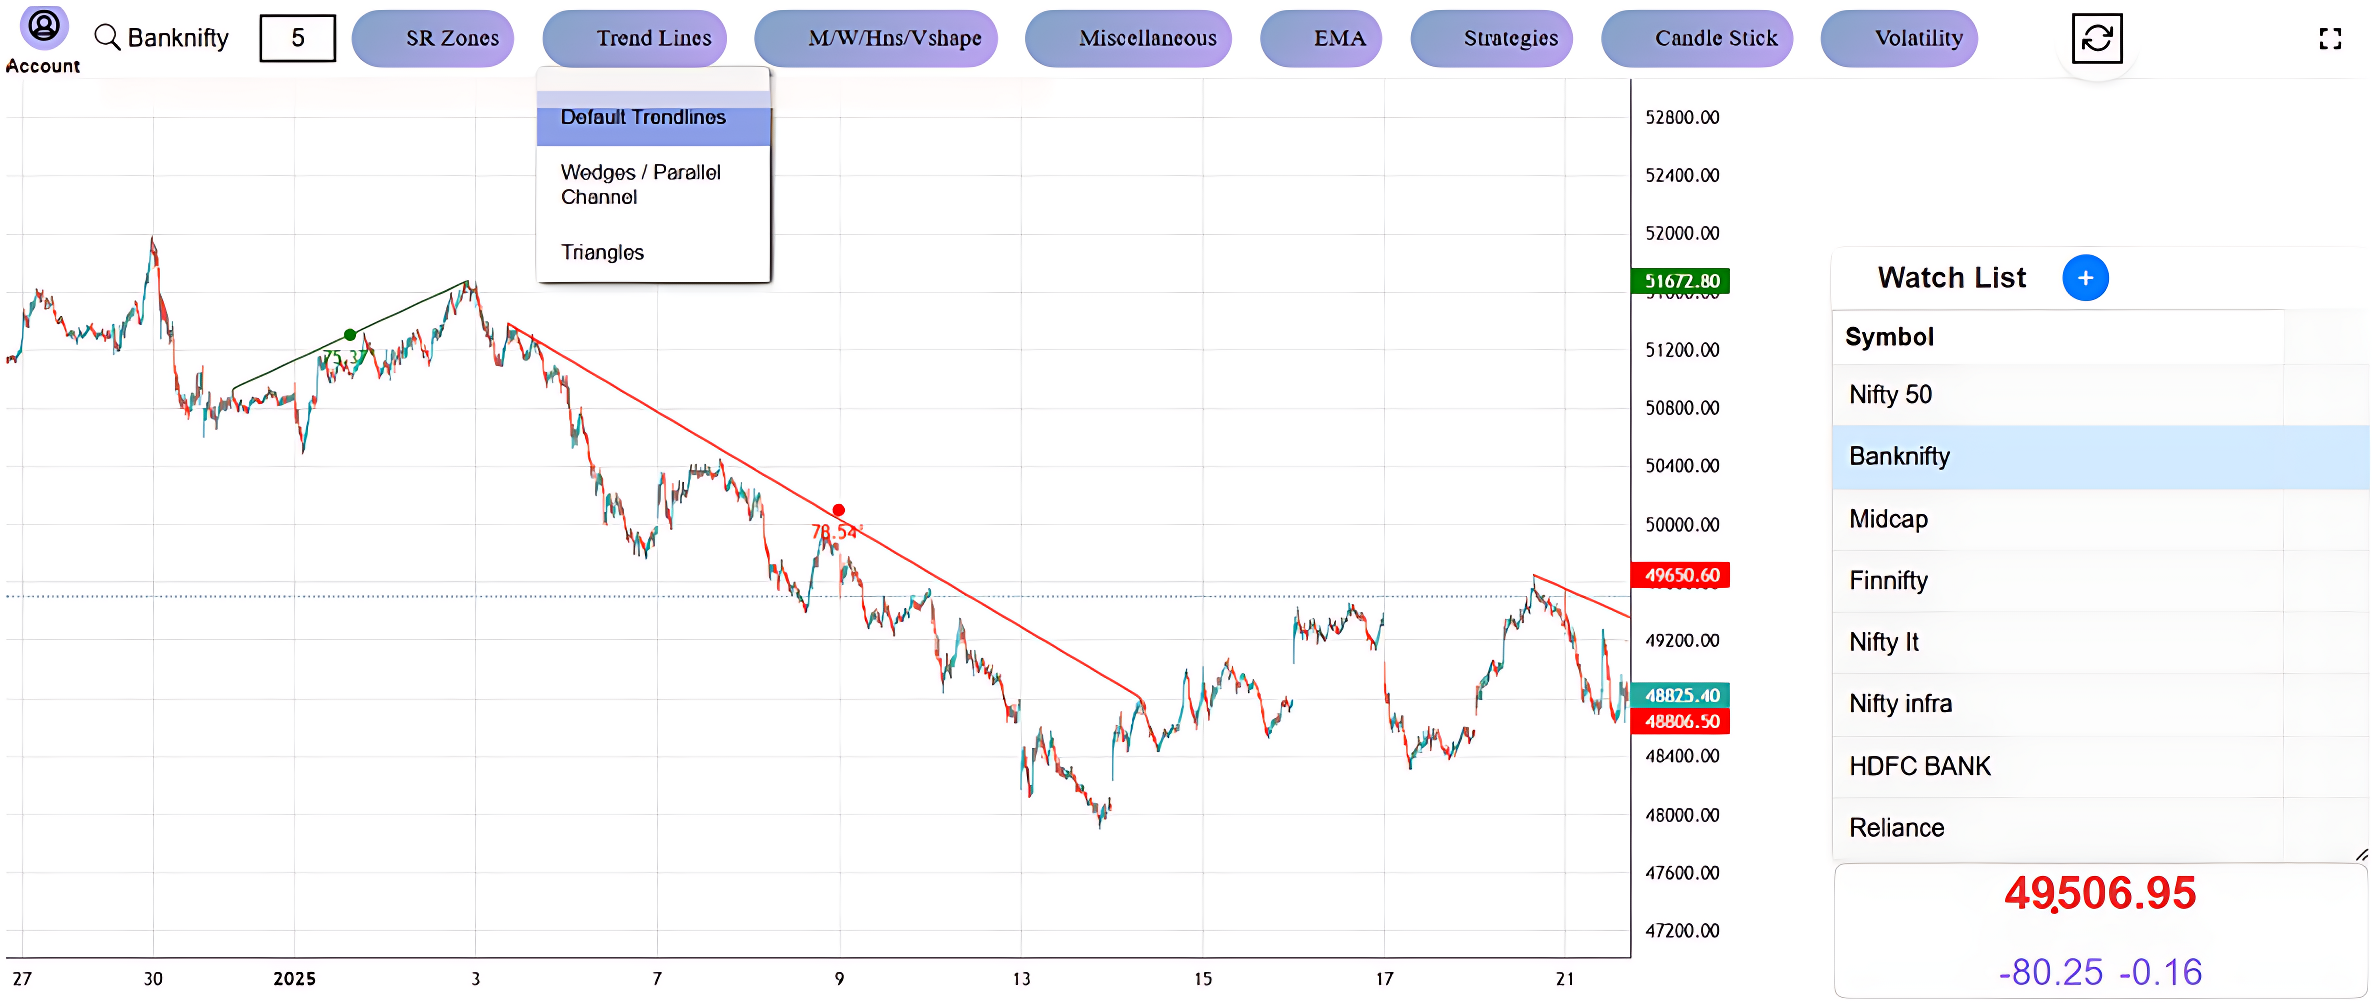 Account
Banknifty
5
SR Zones
Trend Lines
M/W/Hns/Vshape
Miscellaneous
EMA
Strategies
Candle Stick
Volatility
Default Trendlines
Wedges / Parallel
Channel
Triangles
75.37°
78.54°
52800.00
52400.00
52000.00
51672.80
51200.00
50800.00
50400.00
50000.00
49650.60
49200.00
48825.40
48806.50
48400.00
48000.00
47600.00
47200.00
27
30
2025
3
7
9
13
15
17
21
Watch List
+
Symbol
Nifty 50
Banknifty
Midcap
Finnifty
Nifty It
Nifty infra
HDFC BANK
Reliance
49,506.95
-80.25 -0.16